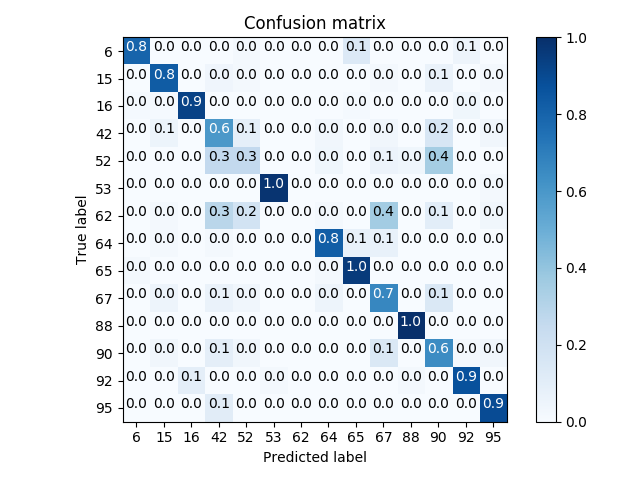 Confusion matrix
6 0.8 0.0 0.0 0.0 0.0 0.0 0.0 0.0 0.1 0.0 0.0 0.0 0.1 0.0 1.0
15 0.0 0.8 0.0 0.0 0.0 0.0 0.0 0.0 0.0 0.0 0.0 0.1 0.0 0.0
16 0.0 0.0 0.9 0.0 0.0 0.0 0.0 0.0 0.0 0.0 0.0 0.0 0.0 0.0 0.8
42 0.0 0.1 0.0 0.6 0.1 0.0 0.0 0.0 0.0 0.0 0.0 0.2 0.0 0.0
52 0.0 0.0 0.0 0.3 0.3 0.0 0.0 0.0 0.0 0.1 0.0 0.4 0.0 0.0
53 0.0 0.0 0.0 0.0 0.0 1.0 0.0 0.0 0.0 0.0 0.0 0.0 0.0 0.0 0.6
62 0.0 0.0 0.0 0.3 0.2 0.0 0.0 0.0 0.0 0.4 0.0 0.1 0.0 0.0
64 0.0 0.0 0.0 0.0 0.0 0.0 0.0 0.8 0.1 0.1 0.0 0.0 0.0 0.0
65 0.0 0.0 0.0 0.0 0.0 0.0 0.0 0.0 1.0 0.0 0.0 0.0 0.0 0.0 0.4
67 0.0 0.0 0.0 0.1 0.0 0.0 0.0 0.0 0.0 0.7 0.0 0.1 0.0 0.0
88 0.0 0.0 0.0 0.0 0.0 0.0 0.0 0.0 0.0 0.0 1.0 0.0 0.0 0.0
90 0.0 0.0 0.0 0.1 0.0 0.0 0.0 0.0 0.0 0.1 0.0 0.6 0.0 0.0 0.2
92 0.0 0.0 0.1 0.0 0.0 0.0 0.0 0.0 0.0 0.0 0.0 0.0 0.9 0.0
95 0.0 0.0 0.0 0.1 0.0 0.0 0.0 0.0 0.0 0.0 0.0 0.0 0.0 0.9 0.0
True label
6 15 16 42 52 53 62 64 65 67 88 90 92 95
Predicted label